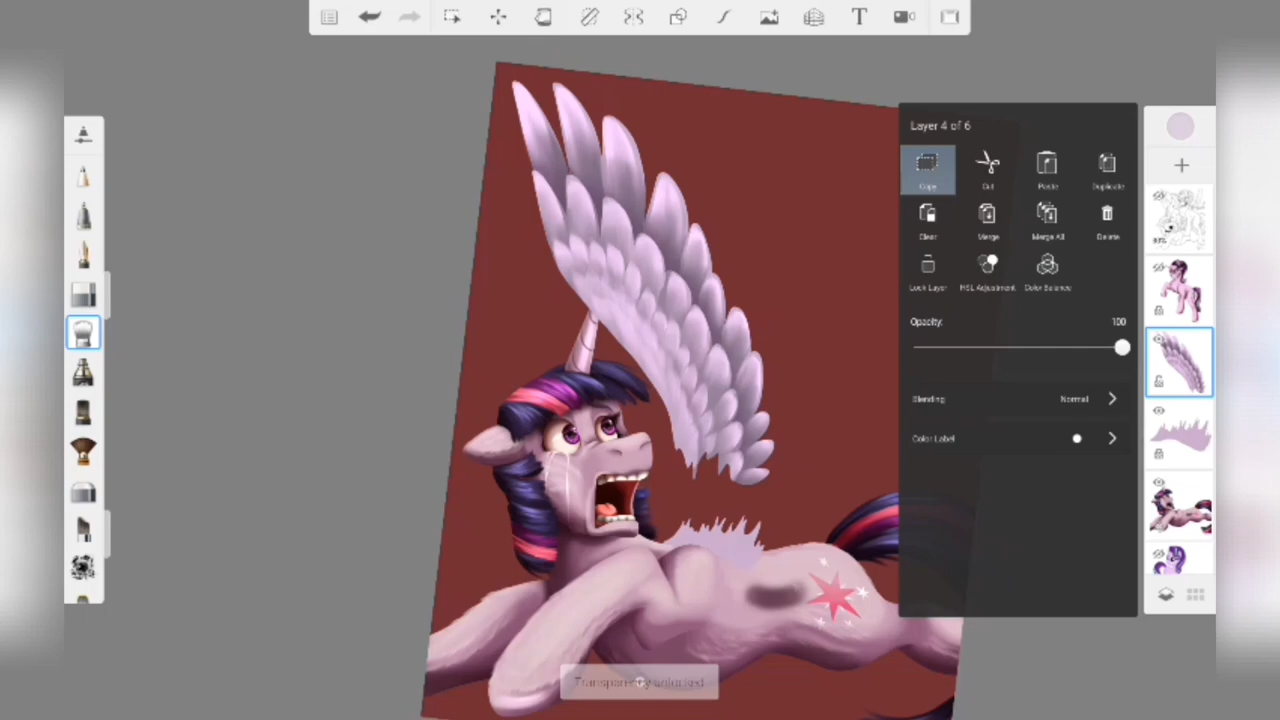 Layer 4 of 6
Copy Cut Paste Duplicate
Clear Merge Merge All Delete
Lock Layer HSL Adjustment Color Balance
Opacity: 100
Blending Normal
Color Label
Transparency unlocked